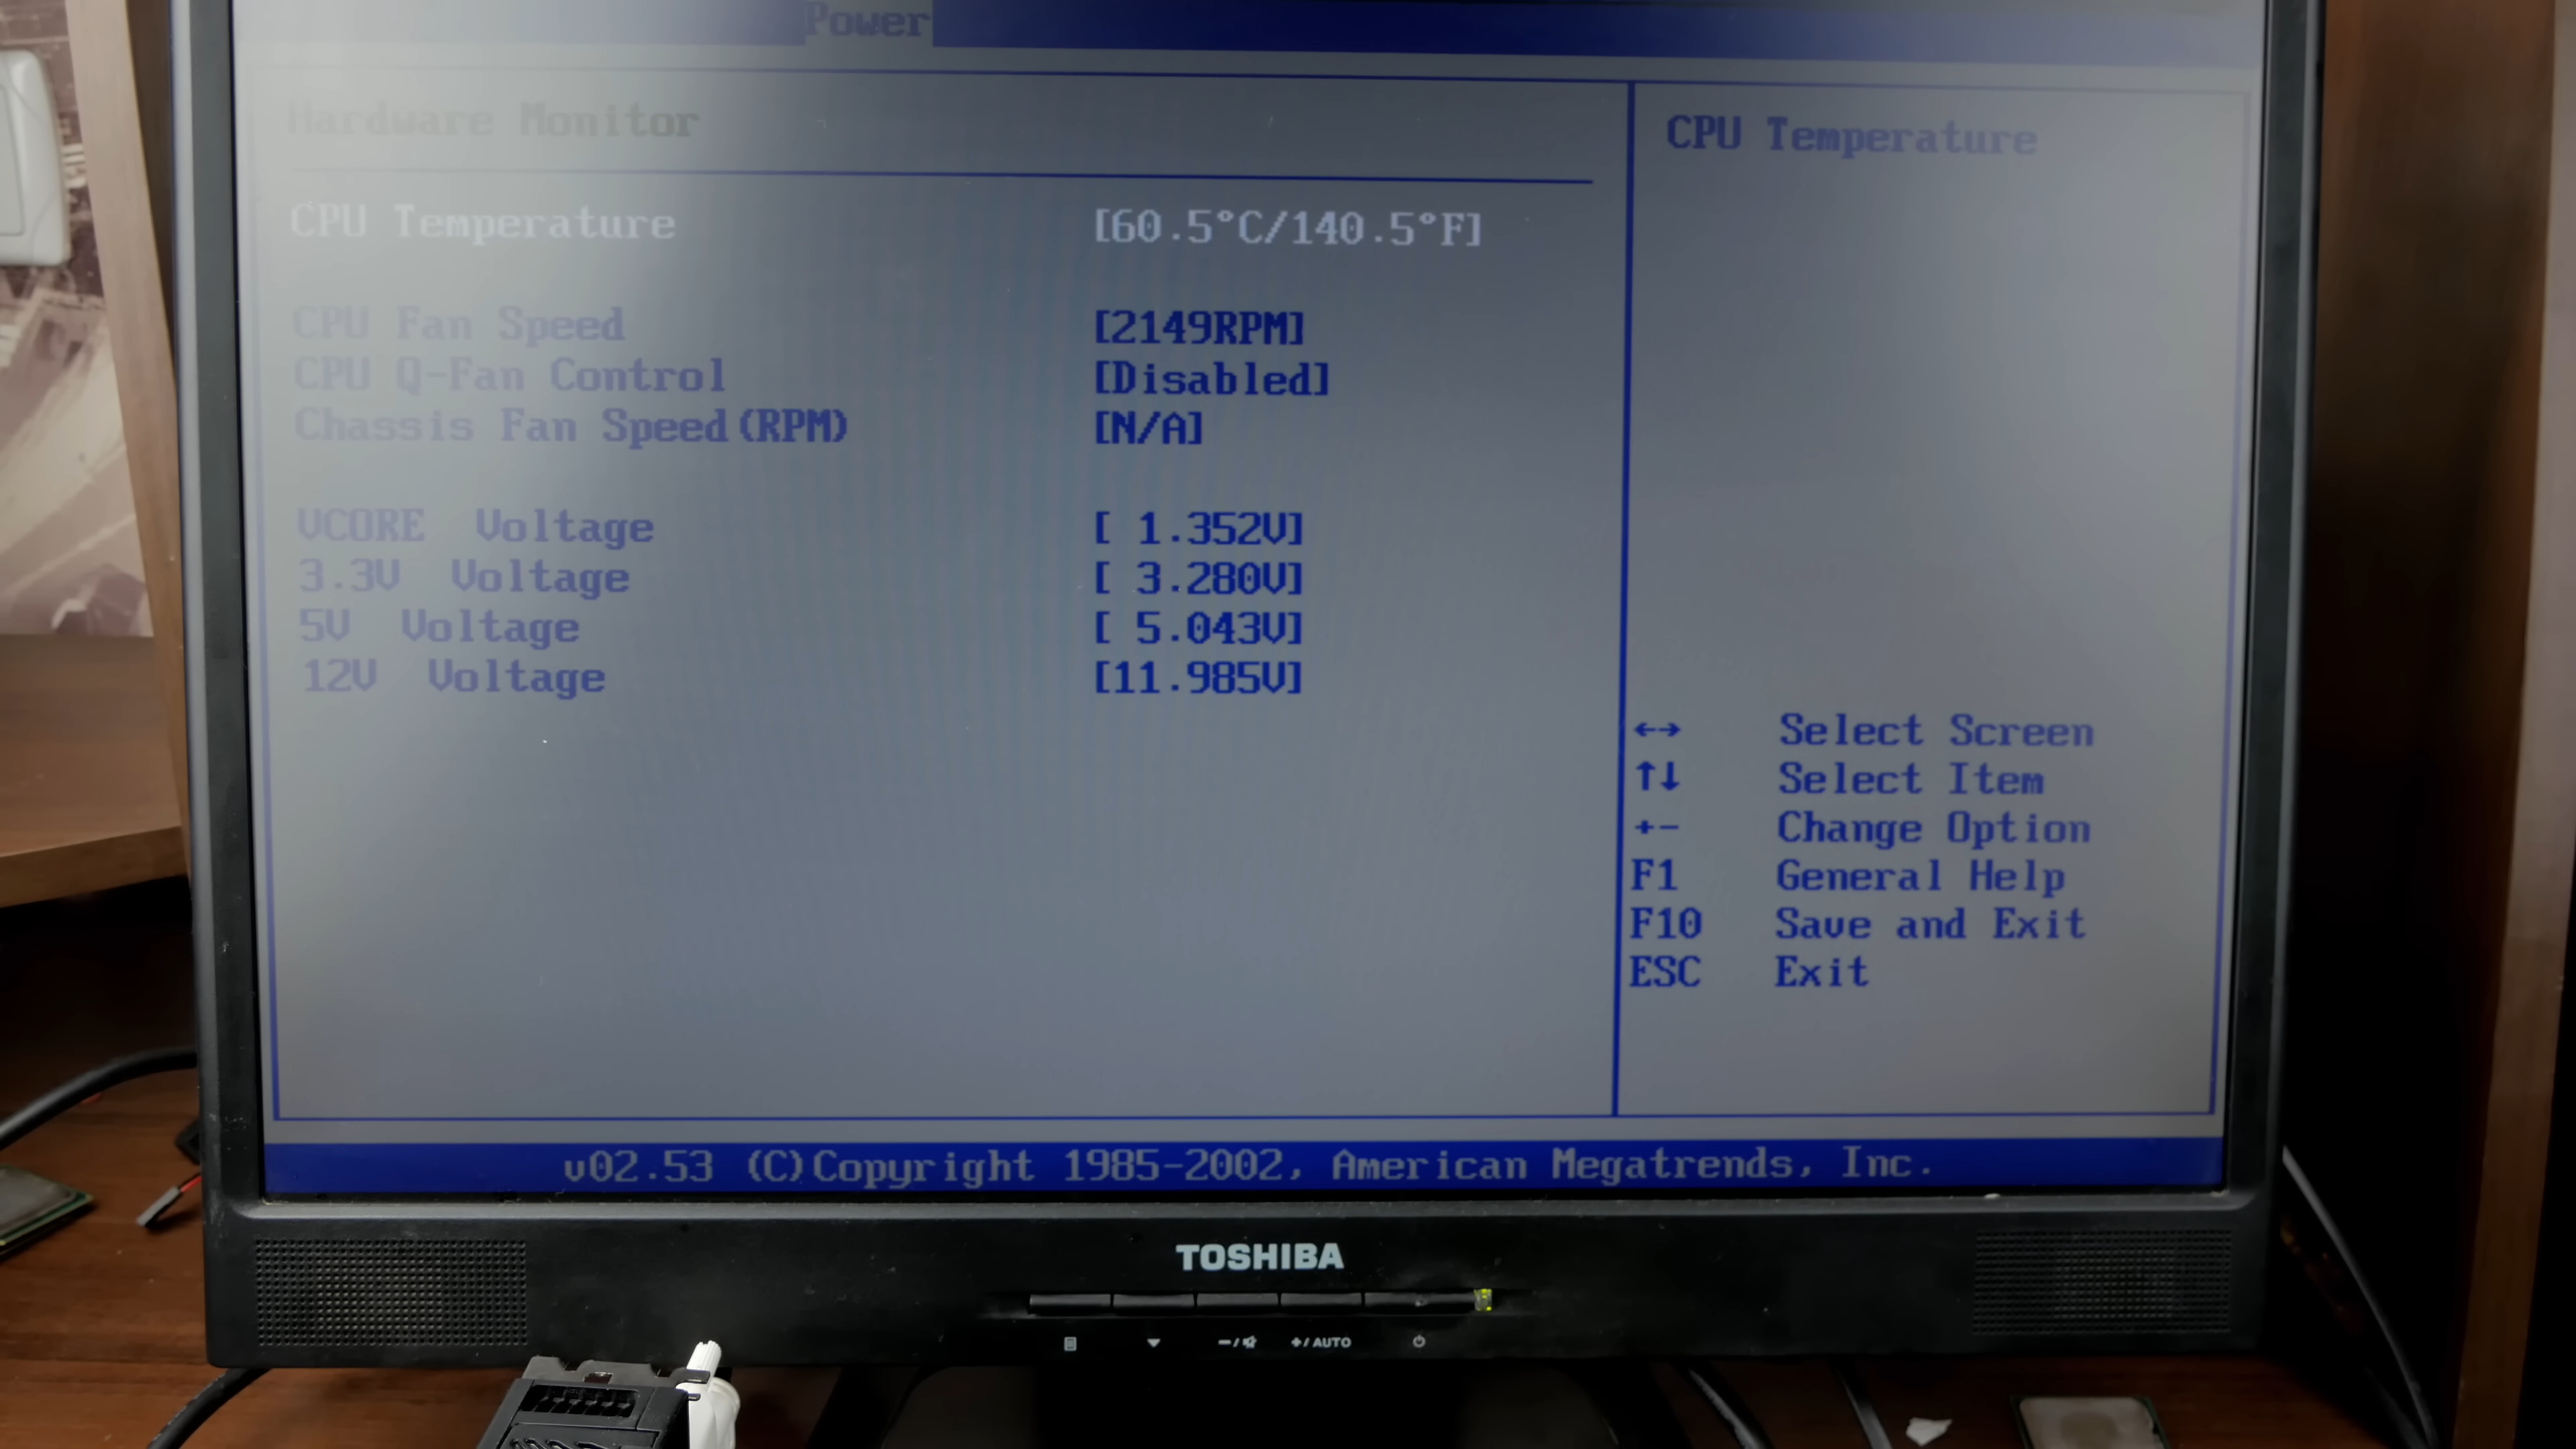 Power
Hardware Monitor
CPU Temperature [60.5°C/140.5°F]
CPU Fan Speed [2149RPM]
CPU Q-Fan Control [Disabled]
Chassis Fan Speed(RPM) [N/A]
VCORE Voltage [ 1.352V]
3.3V Voltage [ 3.280V]
5V Voltage [ 5.043V]
12V Voltage [11.985V]
CPU Temperature
←→ Select Screen
↑↓ Select Item
+- Change Option
F1 General Help
F10 Save and Exit
ESC Exit
v02.53 (C)Copyright 1985-2002, American Megatrends, Inc.
TOSHIBA
-/ +/AUTO